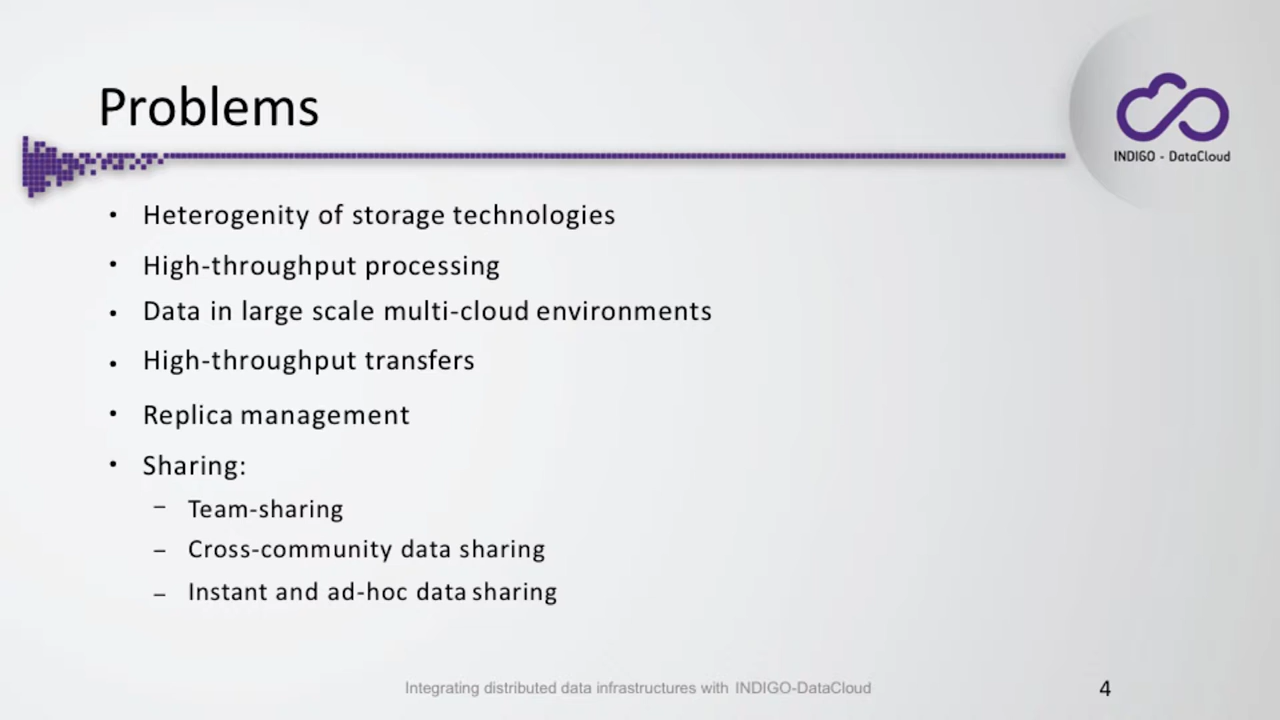 Problems
INDIGO - DataCloud
• Heterogenity of storage technologies
• High-throughput processing
• Data in large scale multi-cloud environments
• High-throughput transfers
• Replica management
• Sharing:
– Team-sharing
– Cross-community data sharing
– Instant and ad-hoc data sharing
Integrating distributed data infrastructures with INDIGO-DataCloud
4